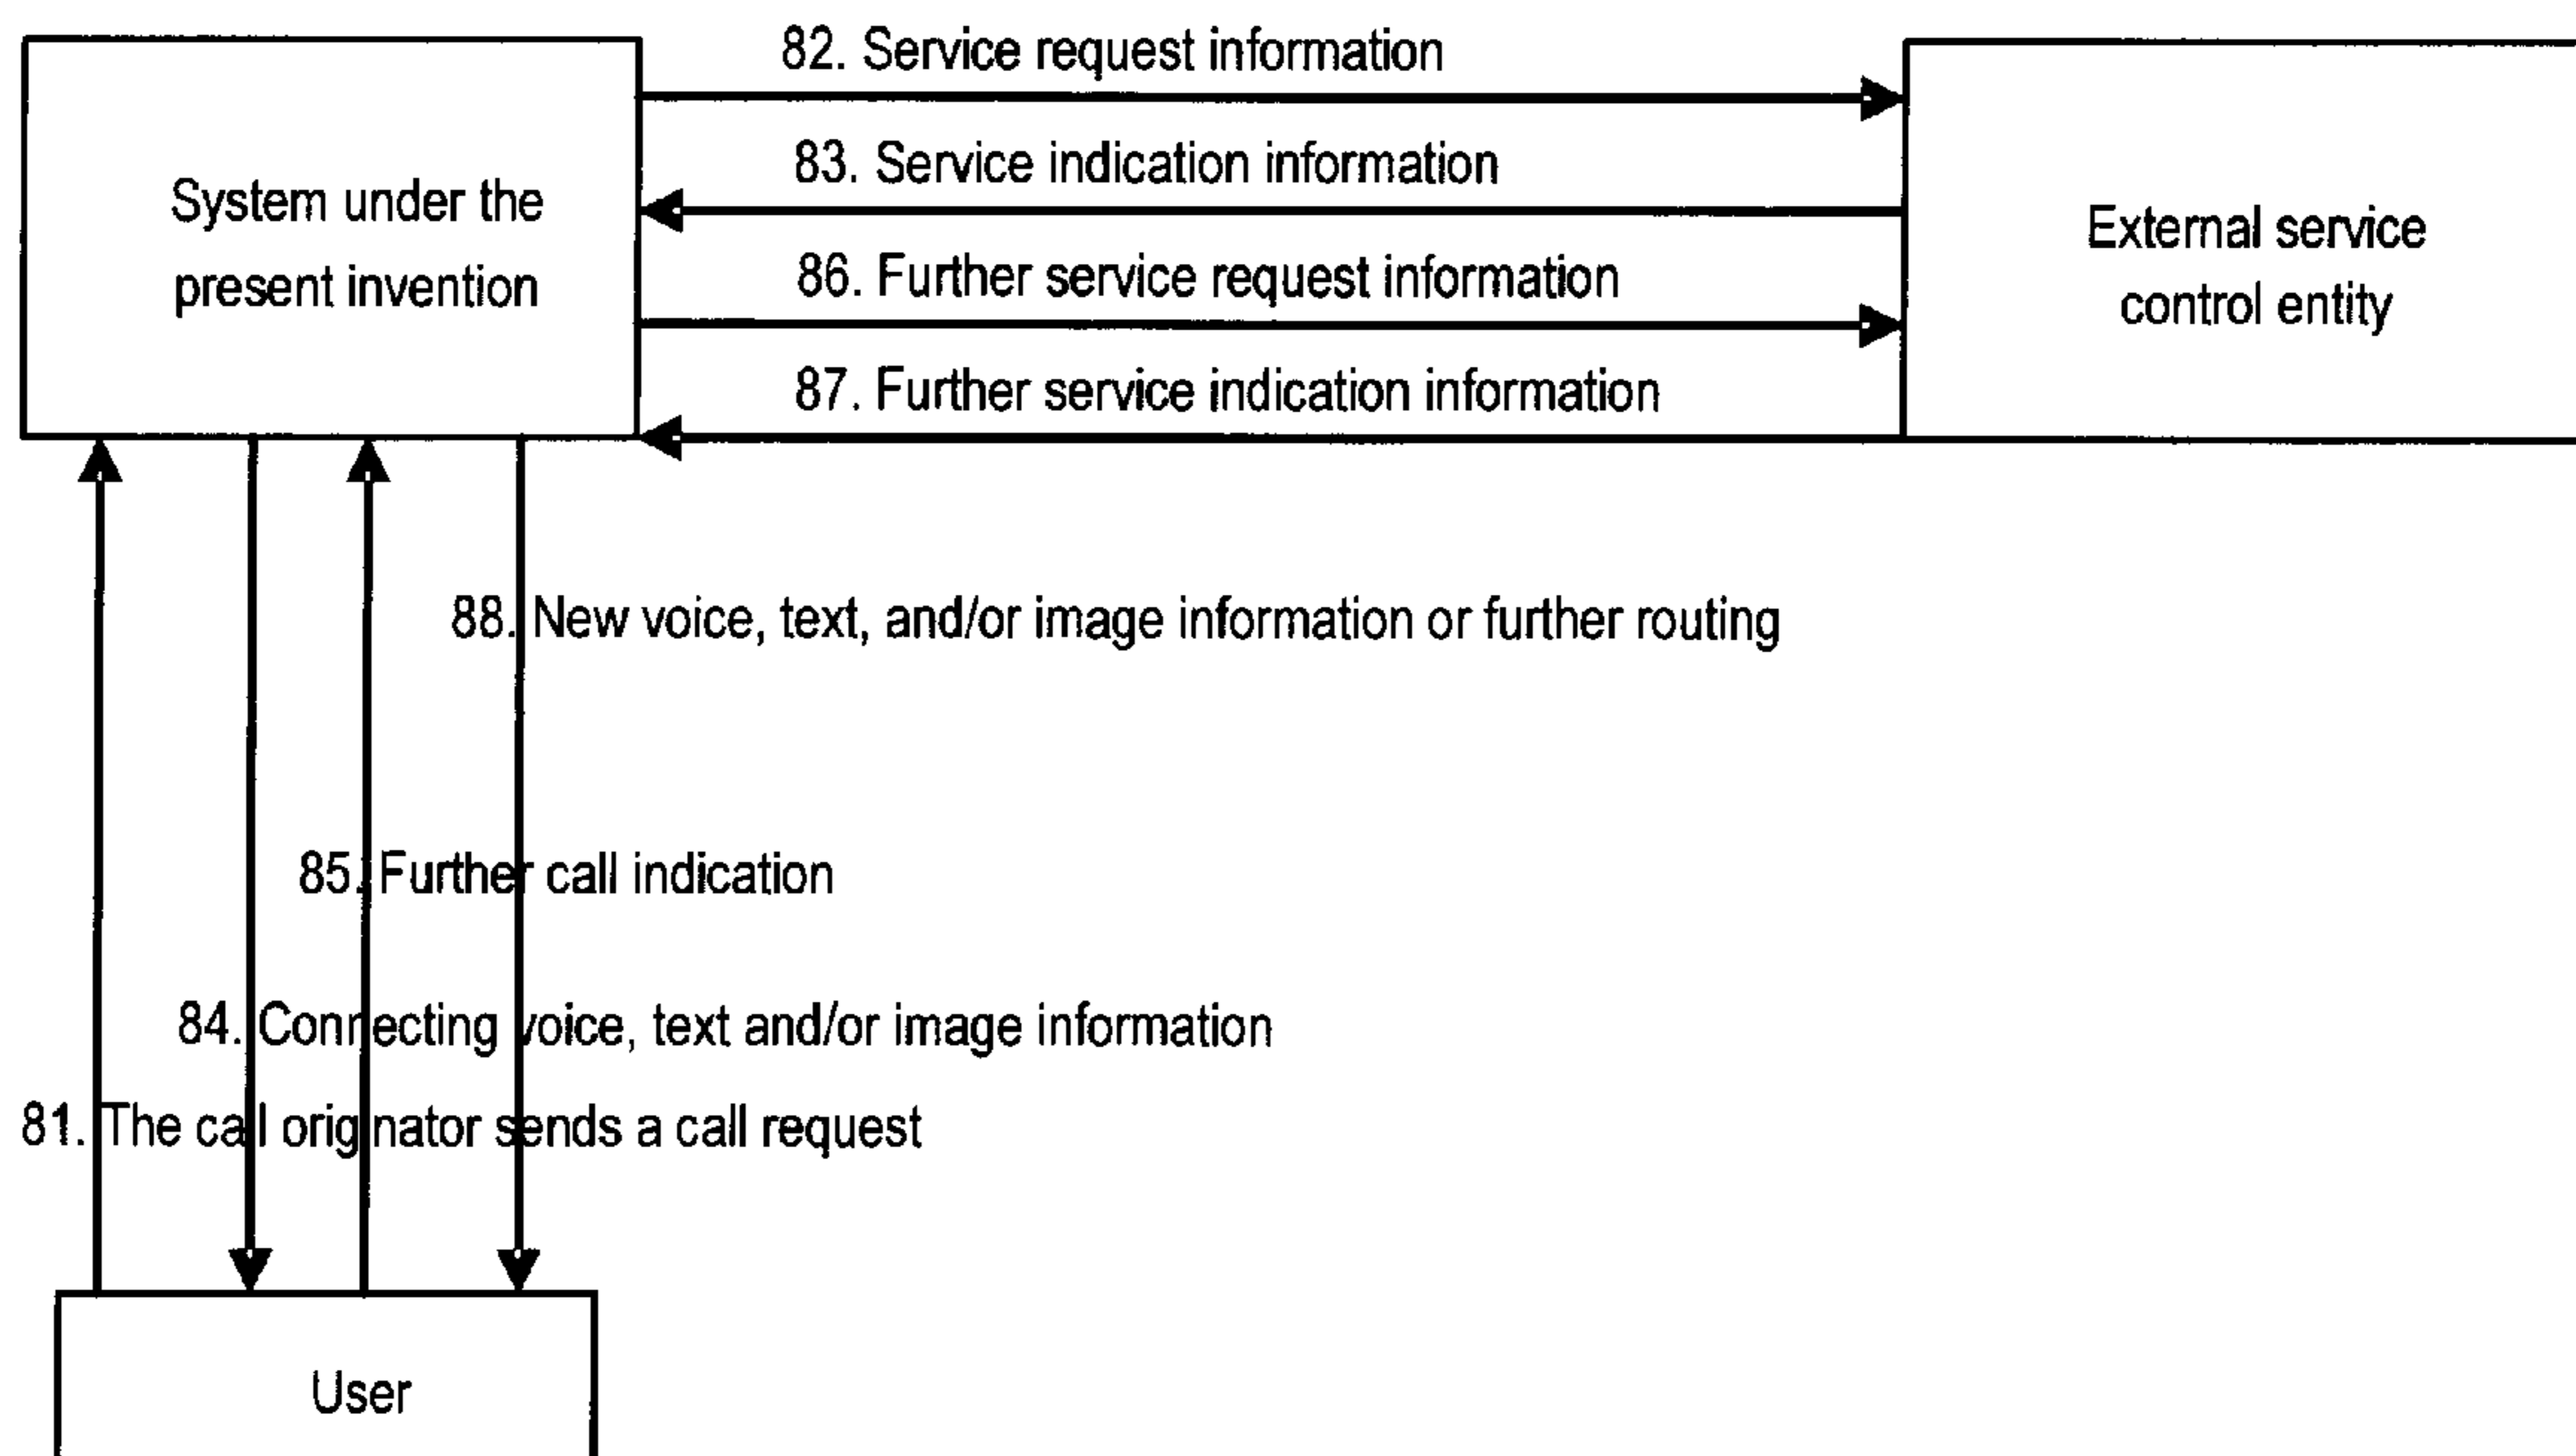 82. Service request information
83. Service indication information
System under the
present invention
External service
control entity
86. Further service request information
87. Further service indication information
88. New voice, text, and/or image information or further routing
85. Further call indication
84. Connecting voice, text and/or image information
81. The call originator sends a call request
User